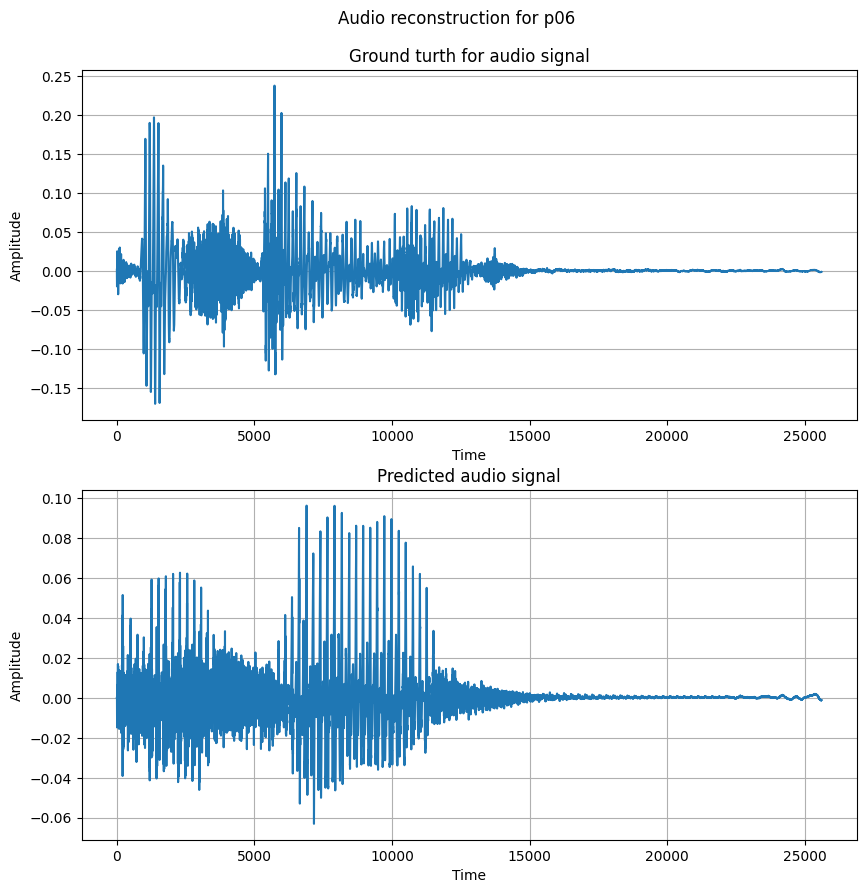 Audio reconstruction for p06
Ground turth for audio signal
0.25
0.20
0.15
0.10
0.05
0.00
−0.05
−0.10
−0.15
Amplitude
0 5000 10000 15000 20000 25000
Time
Predicted audio signal
0.10
0.08
0.06
0.04
0.02
0.00
−0.02
−0.04
−0.06
Amplitude
0 5000 10000 15000 20000 25000
Time